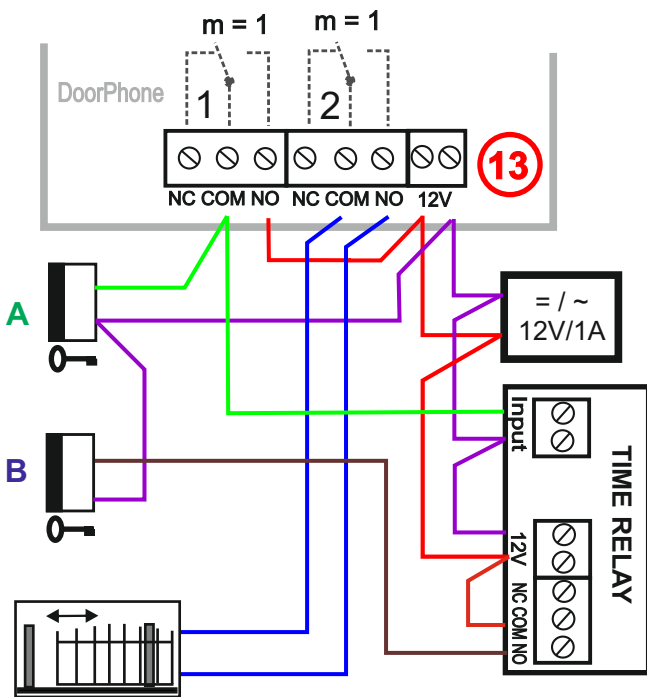 m = 1 m = 1
DoorPhone
1 2
13
NC COM NO NC COM NO 12V
A
= / ~
12V/1A
Input
TIME RELAY
B
12V
NC COM NO